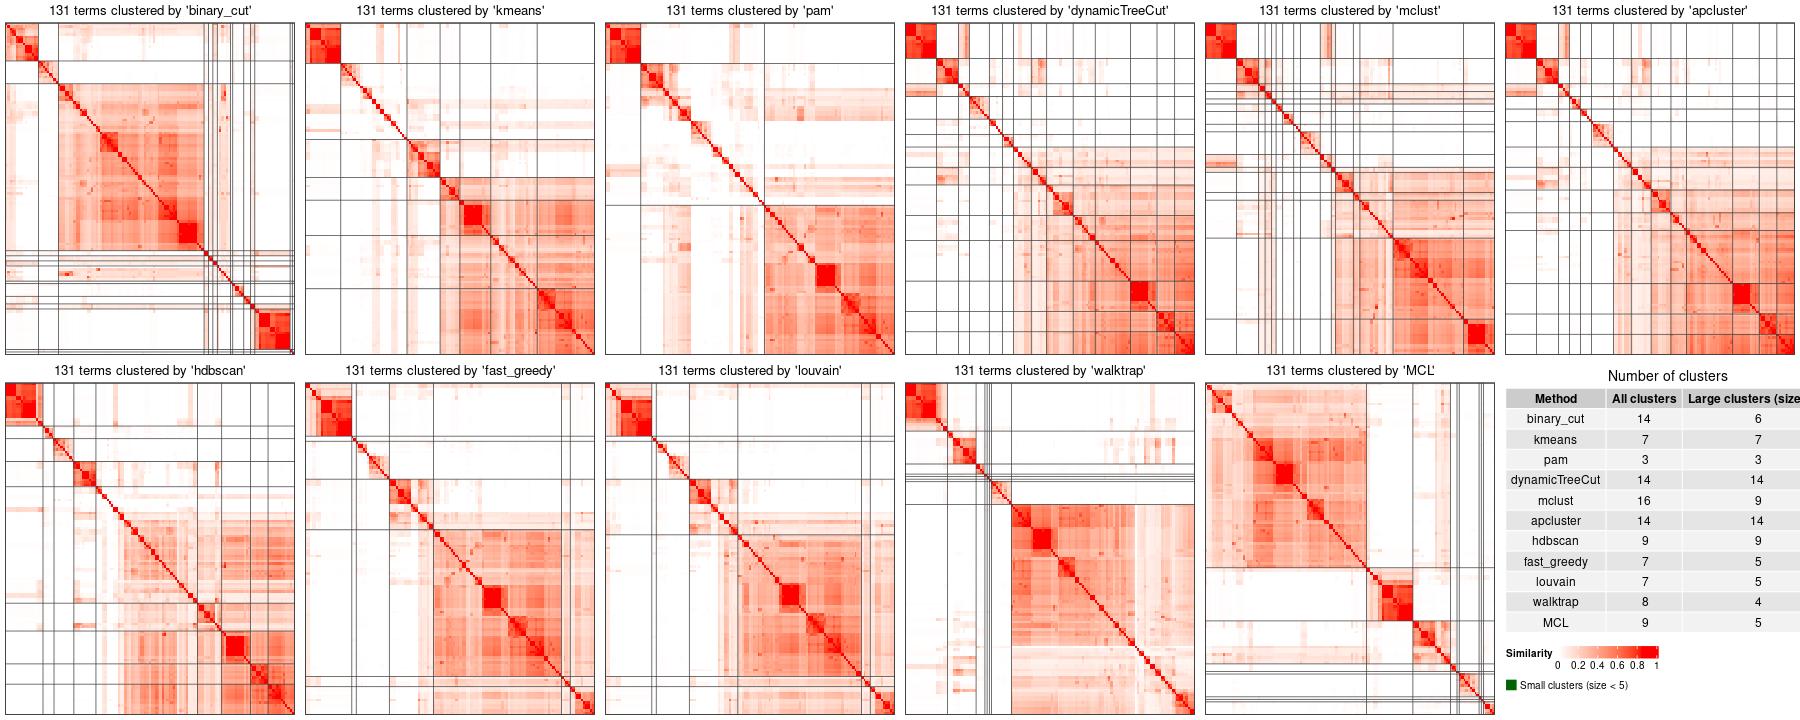 131 terms clustered by 'binary_cut'
131 terms clustered by 'kmeans'
131 terms clustered by 'pam'
131 terms clustered by 'dynamicTreeCut'
131 terms clustered by 'mclust'
131 terms clustered by 'apcluster'
131 terms clustered by 'hdbscan'
131 terms clustered by 'fast_greedy'
131 terms clustered by 'louvain'
131 terms clustered by 'walktrap'
131 terms clustered by 'MCL'
Number of clusters
Method All clusters Large clusters (size
binary_cut 14 6
kmeans 7 7
pam 3 3
dynamicTreeCut 14 14
mclust 16 9
apcluster 14 14
hdbscan 9 9
fast_greedy 7 5
louvain 7 5
walktrap 8 4
MCL 9 5
Similarity
0 0.2 0.4 0.6 0.8 1
Small clusters (size < 5)